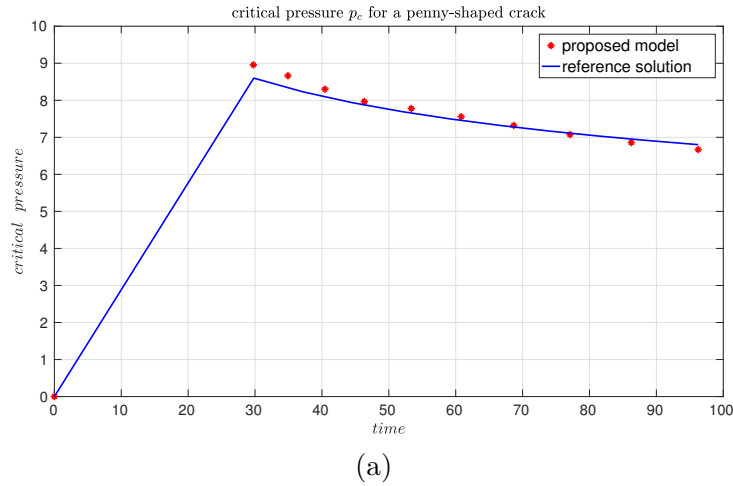 critical pressure p_c for a penny-shaped crack
10
9
8
7
6
5
4
3
2
1
0
critical pressure
proposed model
reference solution
0 10 20 30 40 50 60 70 80 90 100
time
(a)